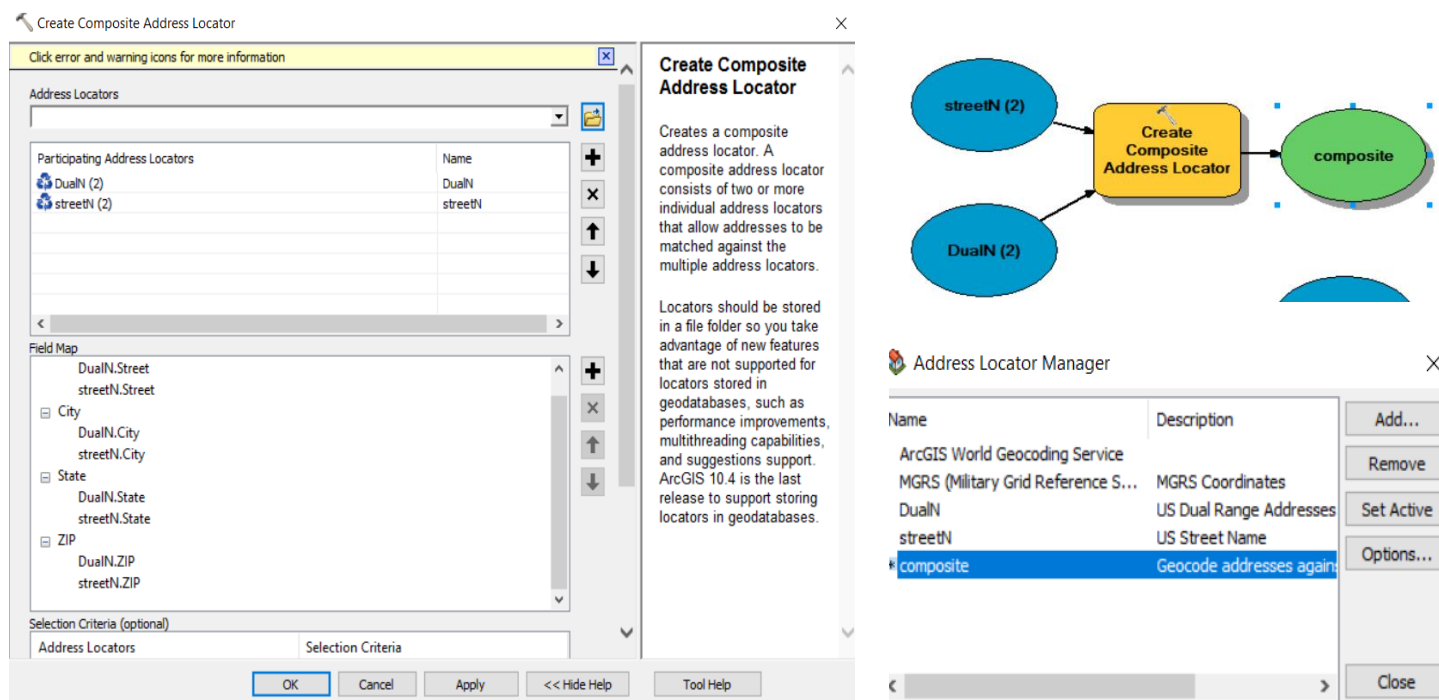 Create Composite Address Locator
Click error and warning icons for more information
Address Locators
Participating Address Locators Name
DualN (2) DualN
streetN (2) streetN
Field Map
DualN.Street
streetN.Street
City
DualN.City
streetN.City
State
DualN.State
streetN.State
ZIP
DualN.ZIP
streetN.ZIP
Selection Criteria (optional)
Address Locators Selection Criteria
OK Cancel Apply << Hide Help Tool Help
Create Composite
Address Locator
Creates a composite
address locator. A
composite address locator
consists of two or more
individual address locators
that allow addresses to be
matched against the
multiple address locators.
Locators should be stored
in a file folder so you take
advantage of new features
that are not supported for
locators stored in
geodatabases, such as
performance improvements,
multithreading capabilities,
and suggestions support.
ArcGIS 10.4 is the last
release to support storing
locators in geodatabases.
streetN (2)
DualN (2)
Create
Composite
Address Locator
composite
Address Locator Manager
Name Description
ArcGIS World Geocoding Service
MGRS (Military Grid Reference S... MGRS Coordinates
DualN US Dual Range Addresses
streetN US Street Name
composite Geocode addresses again
Add...
Remove
Set Active
Options...
Close